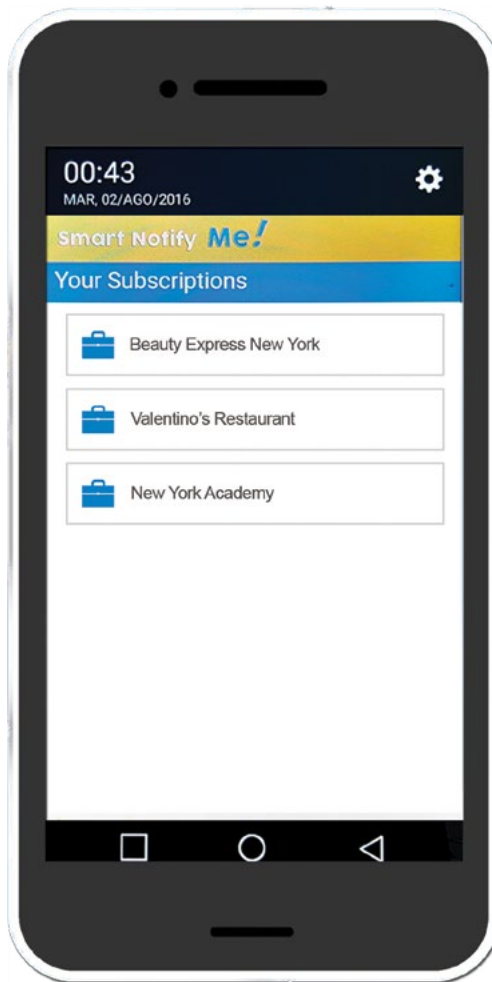 00:43
MAR, 02/AGO/2016
Smart Notify Me!
Your Subscriptions
Beauty Express New York
Valentino's Restaurant
New York Academy